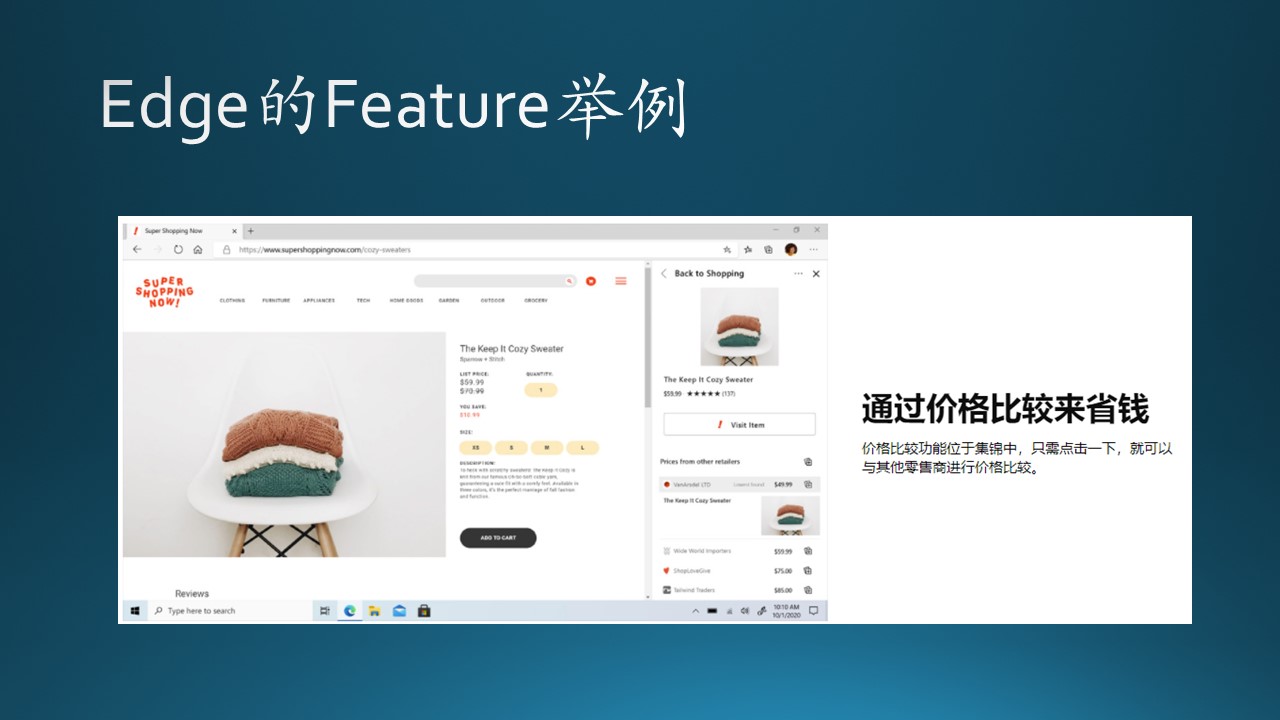 Edge的Feature举例
Super Shopping Now
https://www.supershoppingnow.com/cozy-sweaters
SUPER
SHOPPING
NOW!
CLOTHING FURNITURE APPLIANCES TECH HOME GOODS GARDEN OUTDOOR GROCERY
The Keep It Cozy Sweater
Sparrow + Stitch
LIST PRICE: QUANTITY:
$59.99 1
$70.99
YOU SAVE:
$10.99
SIZE:
XS S M L
DESCRIPTION:
ADD TO CART
Reviews
Back to Shopping
The Keep It Cozy Sweater
$59.99 ★★★★★ (137)
Visit Item
Prices from other retailers
VanArsdel LTD Lowest found $49.99
The Keep It Cozy Sweater
Wide World Importers $59.99
ShopLoveGive $75.00
Tailwind Traders $85.00
Type here to search
10:10 AM
10/1/2020
通过价格比较来省钱
价格比较功能位于集锦中，只需点击一下，就可以
与其他零售商进行价格比较。